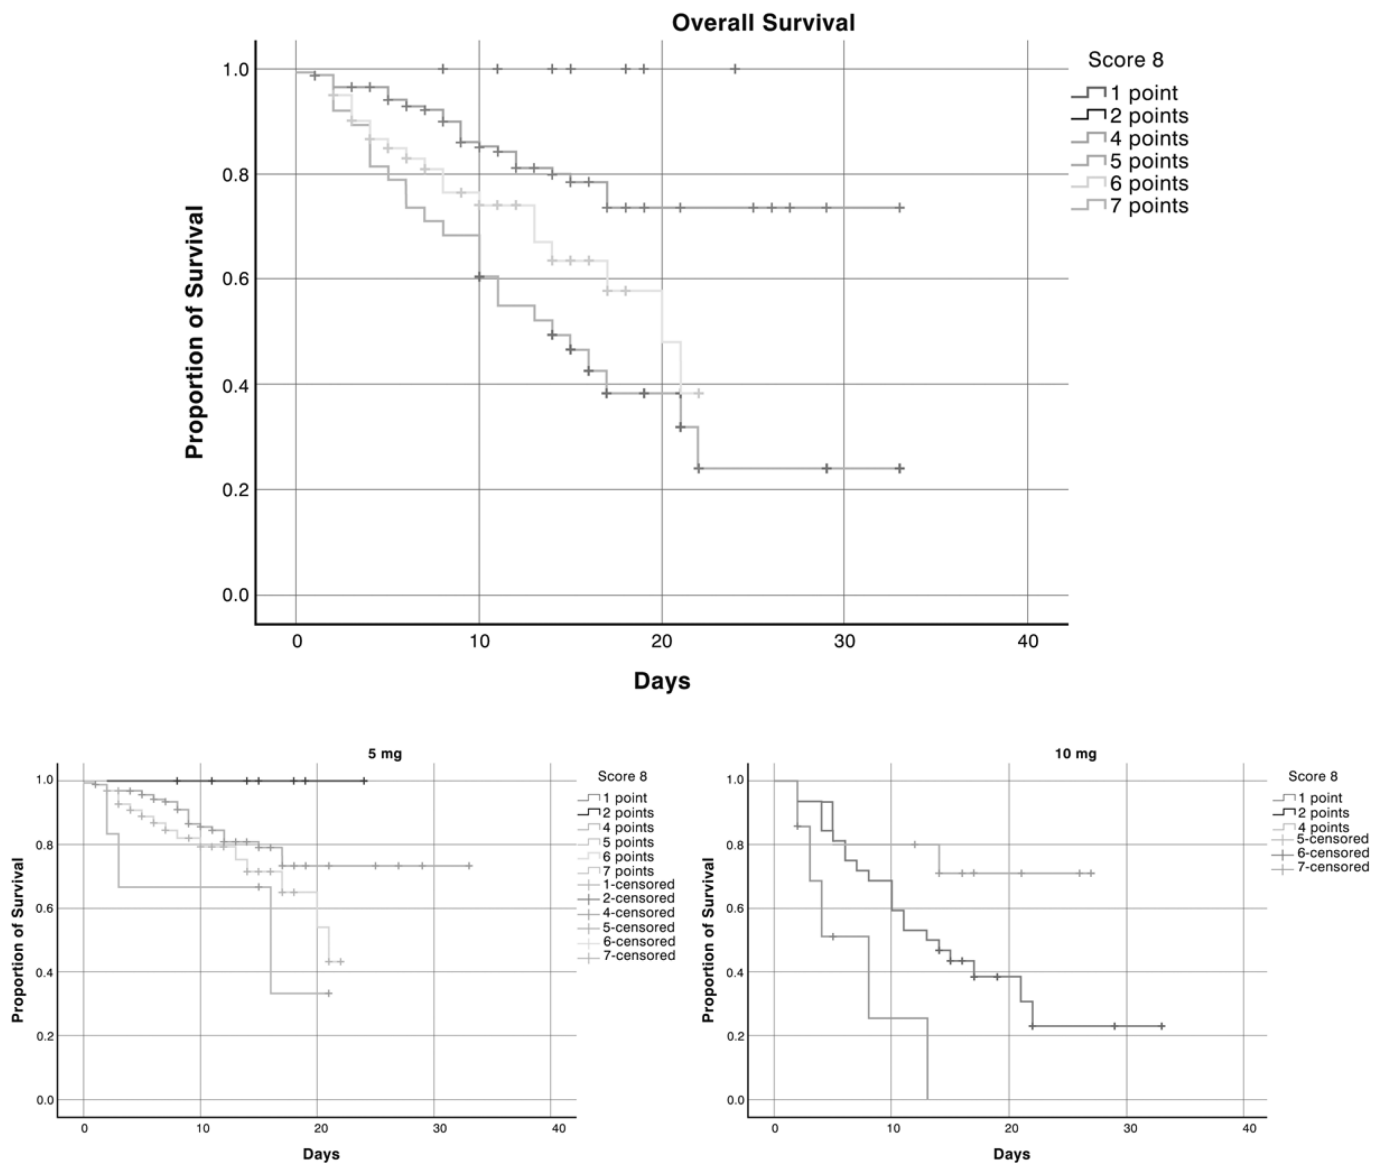 Overall Survival
Score 8
1 point
2 points
4 points
5 points
6 points
7 points
Proportion of Survival
1.0
0.8
0.6
0.4
0.2
0.0
0 10 20 30 40
Days
5 mg
Score 8
1 point
2 points
4 points
5 points
6 points
7 points
1-censored
2-censored
4-censored
5-censored
6-censored
7-censored
Proportion of Survival
1.0
0.8
0.6
0.4
0.2
0.0
0 10 20 30 40
Days
10 mg
Score 8
1 point
2 points
4 points
5-censored
6-censored
7-censored
Proportion of Survival
1.0
0.8
0.6
0.4
0.2
0.0
0 10 20 30 40
Days